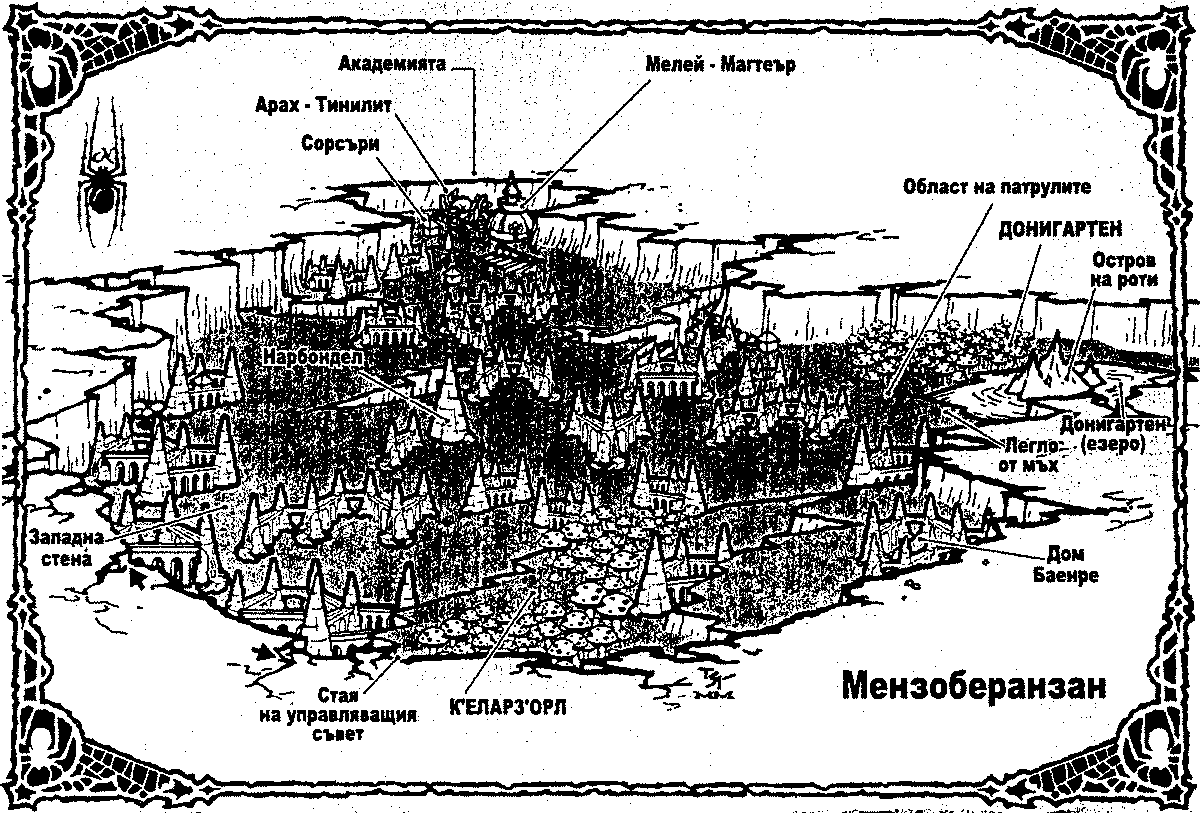 Академията
Мелей - Магтеър
Арах - Тинилит
Сорсъри
Област на патрулите
ДОНИГАРТЕН
Остров
на роти
Нарбондел
Донигартен
(езеро)
Легло
от мъх
Западна
стена
Дом
Баенре
Стая
на управляващия
съвет
К'ЕЛАРЗ'ОРЛ
Мензоберанзан